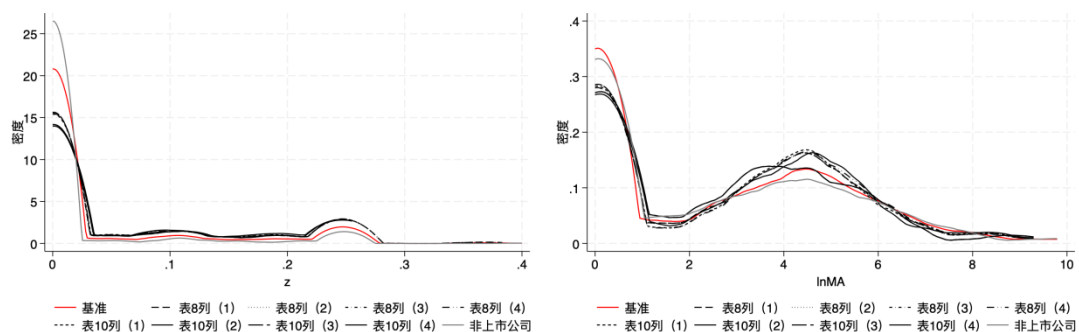 25
20
15
10
5
0
密度
0
.1
.2
.3
.4
z
基准
表8列（1）
表8列（2）
表8列（3）
表8列（4）
表10列（1）
表10列（2）
表10列（3）
表10列（4）
非上市公司
.4
.3
.2
.1
0
密度
0
2
4
6
8
10
lnMA
基准
表8列（1）
表8列（2）
表8列（3）
表8列（4）
表10列（1）
表10列（2）
表10列（3）
表10列（4）
非上市公司